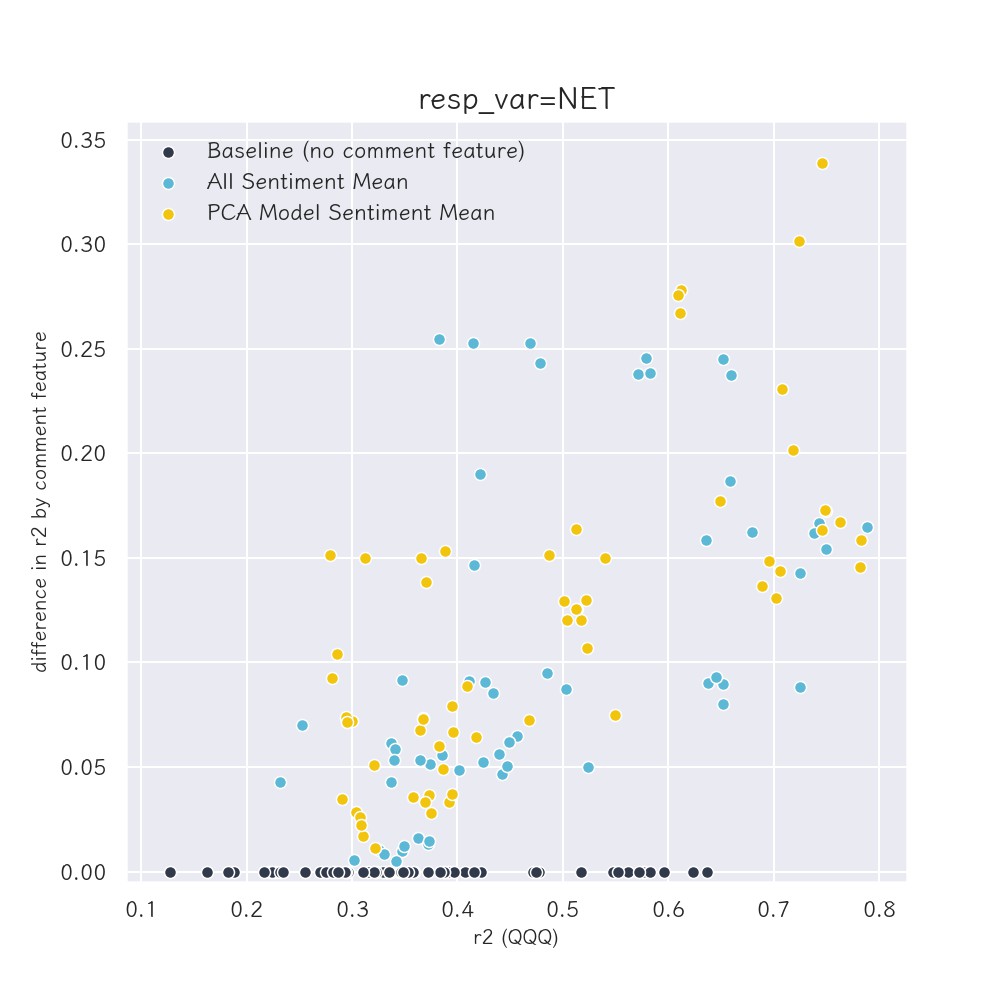 resp_var=NET
Baseline (no comment feature)
All Sentiment Mean
PCA Model Sentiment Mean
difference in r2 by comment feature
0.35
0.30
0.25
0.20
0.15
0.10
0.05
0.00
0.1 0.2 0.3 0.4 0.5 0.6 0.7 0.8
r2 (QQQ)